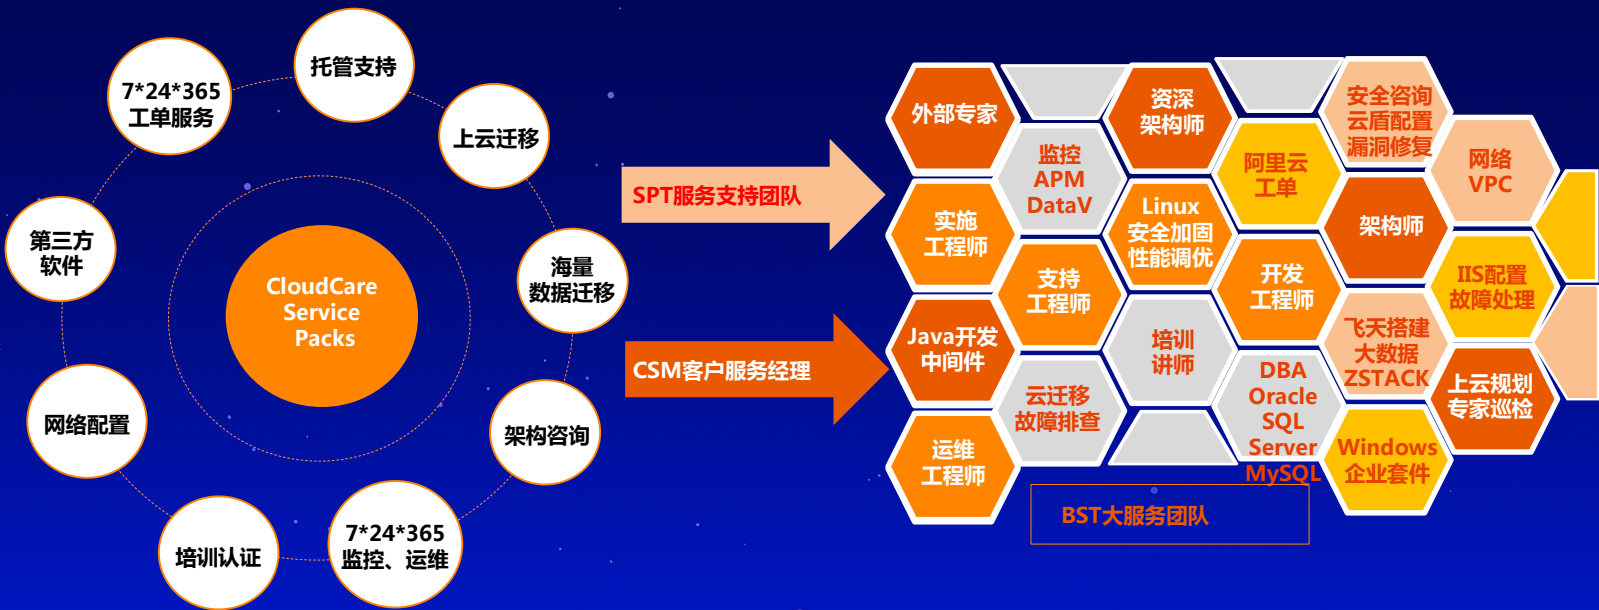 托管支持
7*24*365
工单服务
上云迁移
第三方
软件
海量
数据迁移
CloudCare
Service
Packs
网络配置
架构咨询
培训认证
7*24*365
监控、运维
SPT服务支持团队
CSM客户服务经理
外部专家
实施
工程师
Java开发
中间件
运维
工程师
监控
APM
DataV
支持
工程师
云迁移
故障排查
资深
架构师
Linux
安全加固
性能调优
培训
讲师
阿里云
工单
开发
工程师
DBA
Oracle
SQL
Server
MySQL
安全咨询
云盾配置
漏洞修复
架构师
飞天搭建
大数据
ZSTACK
Windows
企业套件
网络
VPC
IIS配置
故障处理
上云规划
专家巡检
BST大服务团队